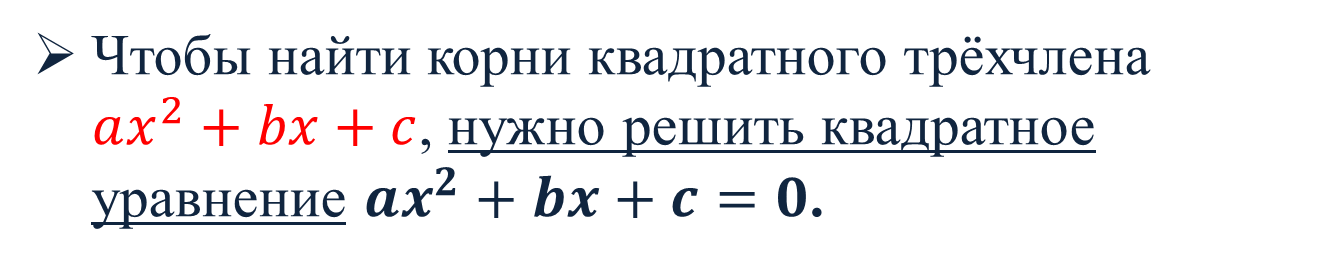 ➢ Чтобы найти корни квадратного трёхчлена
ax² + bx + c, нужно решить квадратное
уравнение ax² + bx + c = 0.